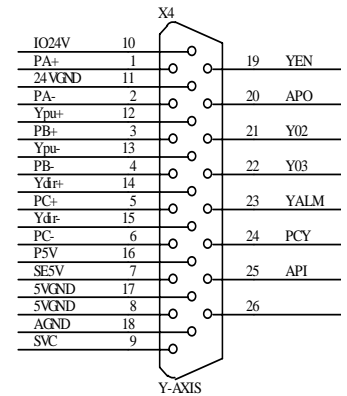 X4
IO24V 10
PA+ 1
19 YEN
24VGND 11
PA- 2
20 APO
Ypu+ 12
PB+ 3
21 Y02
Ypu- 13
PB- 4
22 Y03
Ydir+ 14
PC+ 5
23 YALM
Ydir- 15
PC- 6
24 PCY
P5V 16
SE5V 7
25 API
5VGND 17
5VGND 8
26
AGND 18
SVC 9
Y-AXIS